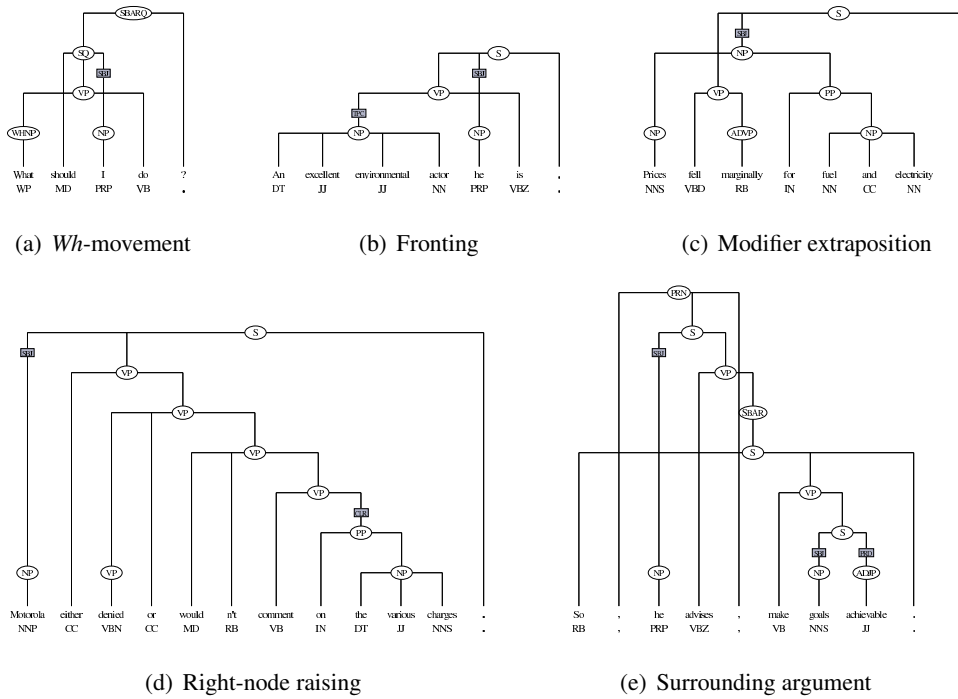 SBARQ
SQ
SBJ
VP
WHNP NP
What should I do ?
WP MD PRP VB .
(a) Wh-movement
S
SBJ
VP
NP NP
An excellent environmental actor he is .
DT JJ JJ NN PRP VBZ .
(b) Fronting
S
SBJ
NP
VP PP
NP ADVP NP
Prices fell marginally for fuel and electricity
NNS VBD RB IN NN CC NN
(c) Modifier extraposition
S
SBJ
VP
VP
VP
VP
CLR
PP
NP VP NP
Motorola either denied or would n't comment on the various charges .
NNP CC VBN CC MD RB VB IN DT JJ NNS .
(d) Right-node raising
PRN
S
SBJ
VP
SBAR
S
VP
S
SBJ PRD
NP NP ADJP
So , he advises , make goals achievable .
RB , PRP VBZ , VB NNS JJ .
(e) Surrounding argument